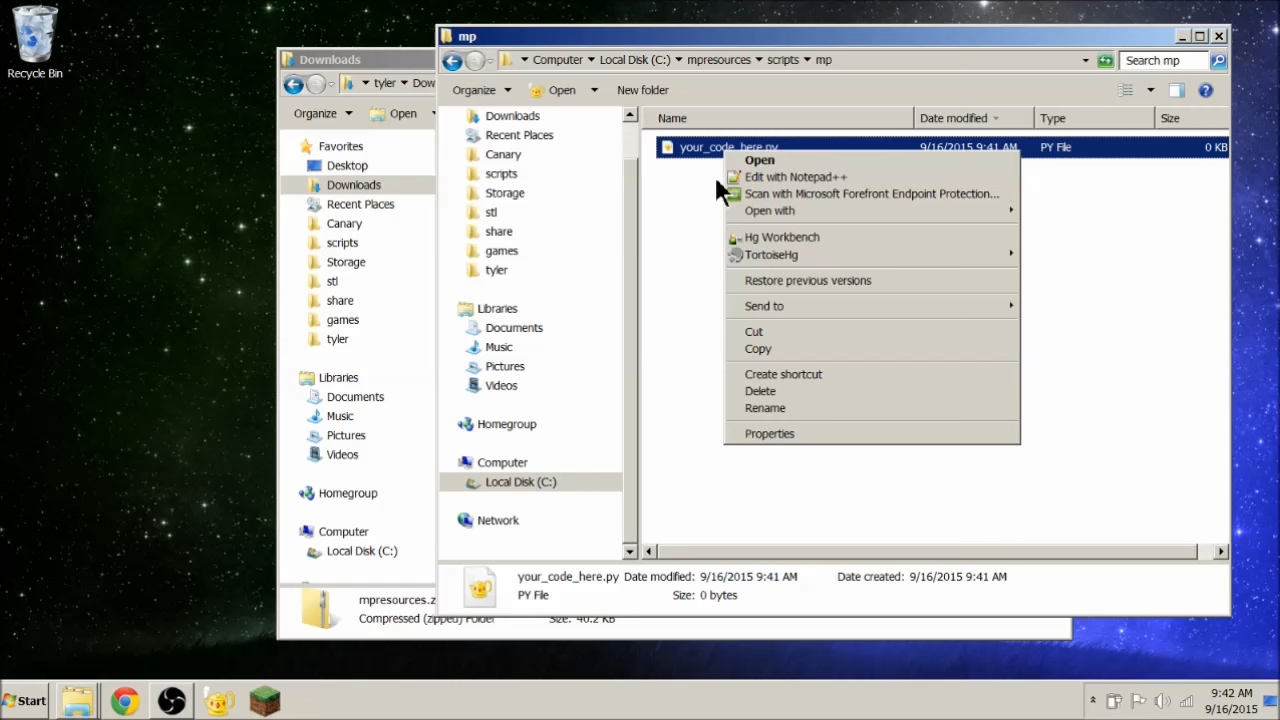 Recycle Bin
Downloads
tyler
Dow
Organize
Open
Favorites
Desktop
Downloads
Recent Places
Canary
scripts
Storage
stl
share
games
tyler
Libraries
Documents
Music
Pictures
Videos
Homegroup
Computer
Local Disk (C:)
mpresources.z
Compressed (zipped) Folder
Size: 40.2 KB
mp
Computer
Local Disk (C:)
mpresources
scripts
mp
Search mp
Organize
Open
New folder
Downloads
Recent Places
Canary
scripts
Storage
stl
share
games
tyler
Libraries
Documents
Music
Pictures
Videos
Homegroup
Computer
Local Disk (C:)
Network
Name
Date modified
Type
Size
your_code_here.py
9/16/2015 9:41 AM
PY File
0 KB
Open
Edit with Notepad++
Scan with Microsoft Forefront Endpoint Protection...
Open with
Hg Workbench
TortoiseHg
Restore previous versions
Send to
Cut
Copy
Create shortcut
Delete
Rename
Properties
your_code_here.py Date modified: 9/16/2015 9:41 AM Date created: 9/16/2015 9:41 AM
PY File Size: 0 bytes
Start
9:42 AM
9/16/2015